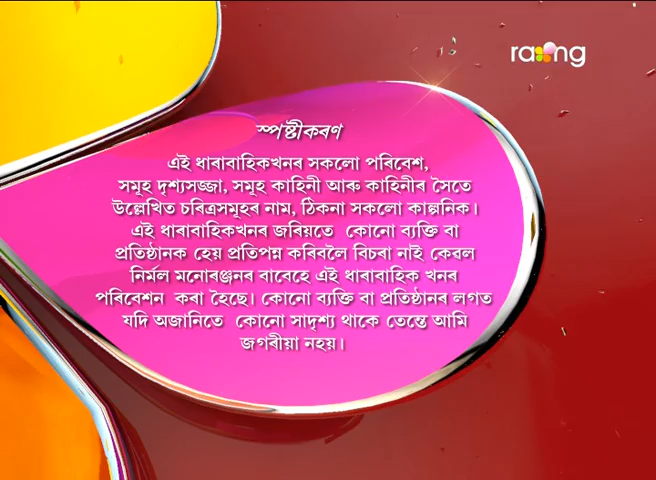 rang
স্পষ্টীকৰণ
এই ধাৰাবাহিকখনৰ সকলো পৰিবেশ,
সমূহ দৃশ্যসজ্জা, সমূহ কাহিনী আৰু কাহিনীৰ সৈতে
উল্লেখিত চৰিত্ৰসমূহৰ নাম, ঠিকনা সকলো কাল্পনিক।
এই ধাৰাবাহিকখনৰ জৰিয়তে কোনো ব্যক্তি বা
প্ৰতিষ্ঠানক হেয় প্ৰতিপন্ন কৰিবলৈ বিচৰা নাই কেৱল
নিৰ্মল মনোৰঞ্জনৰ বাবেহে এই ধাৰাবাহিক খনৰ
পৰিবেশন কৰা হৈছে। কোনো ব্যক্তি বা প্ৰতিষ্ঠানৰ লগত
যদি অজানিতে কোনো সাদৃশ্য থাকে তেন্তে আমি
জগৰীয়া নহয়।